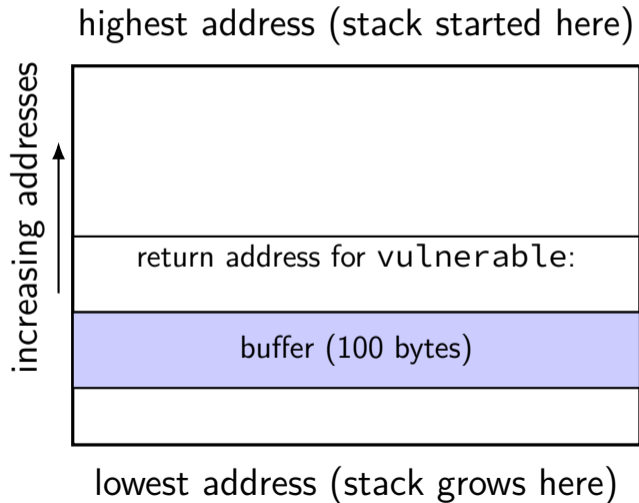 highest address (stack started here)
increasing addresses
return address for vulnerable:
buffer (100 bytes)
lowest address (stack grows here)